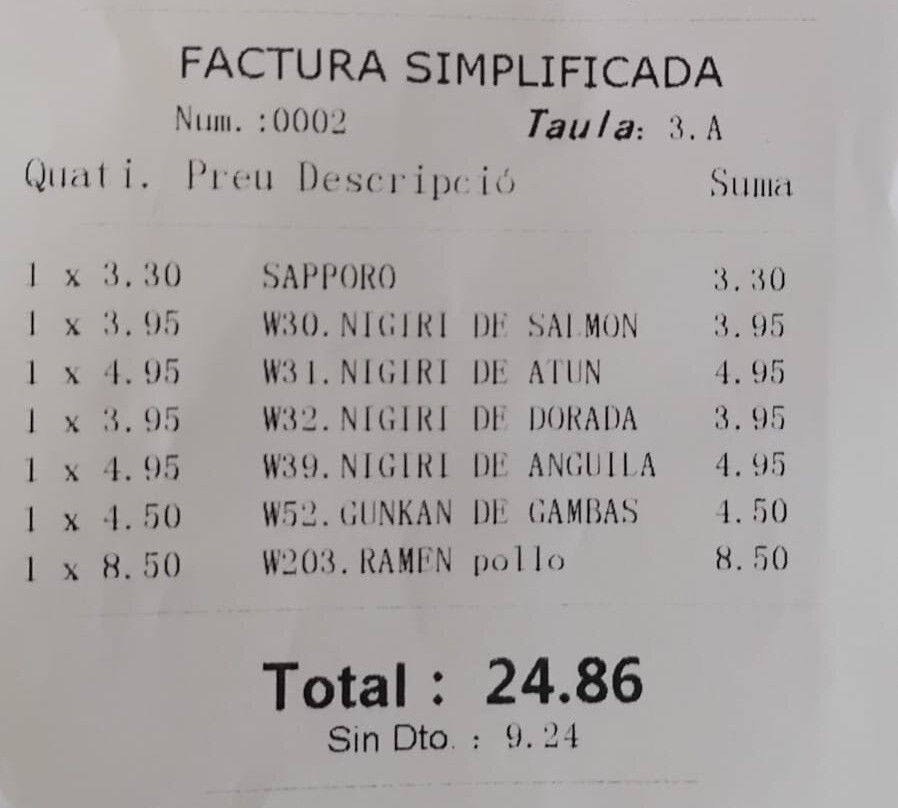 FACTURA SIMPLIFICADA
Num. :0002 Taula: 3.A
Quati. Preu Descripció Suma
1 x 3.30 SAPPORO 3.30
1 x 3.95 W30.NIGIRI DE SALMON 3.95
1 x 4.95 W31.NIGIRI DE ATUN 4.95
1 x 3.95 W32.NIGIRI DE DORADA 3.95
1 x 4.95 W39.NIGIRI DE ANGUILA 4.95
1 x 4.50 W52.GUNKAN DE GAMBAS 4.50
1 x 8.50 W203.RAMEN pollo 8.50
Total : 24.86
Sin Dto. : 9.24